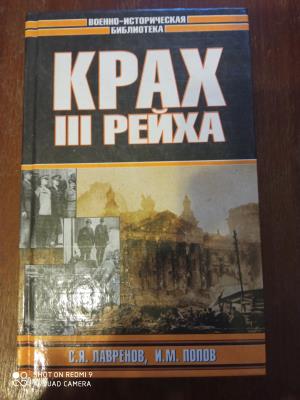 ВОЕННО-ИСТОРИЧЕСКАЯ
БИБЛИОТЕКА
КРАХ
III РЕЙХА
С.Я. ЛАВРЕНОВ, И.М. ПОПОВ
SHOT ON REDMI 9
AI QUAD CAMERA